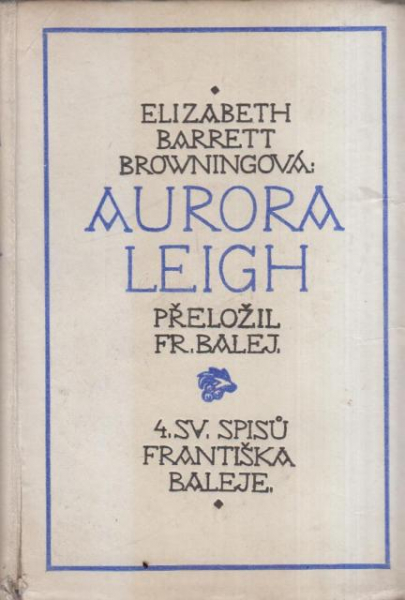 ELIZABETH
BARRETT
BROWNINGOVÁ:
AURORA
LEIGH
PŘELOŽIL
FR. BALEJ.
4. SV. SPISŮ
FRANTIŠKA
BALEJE.